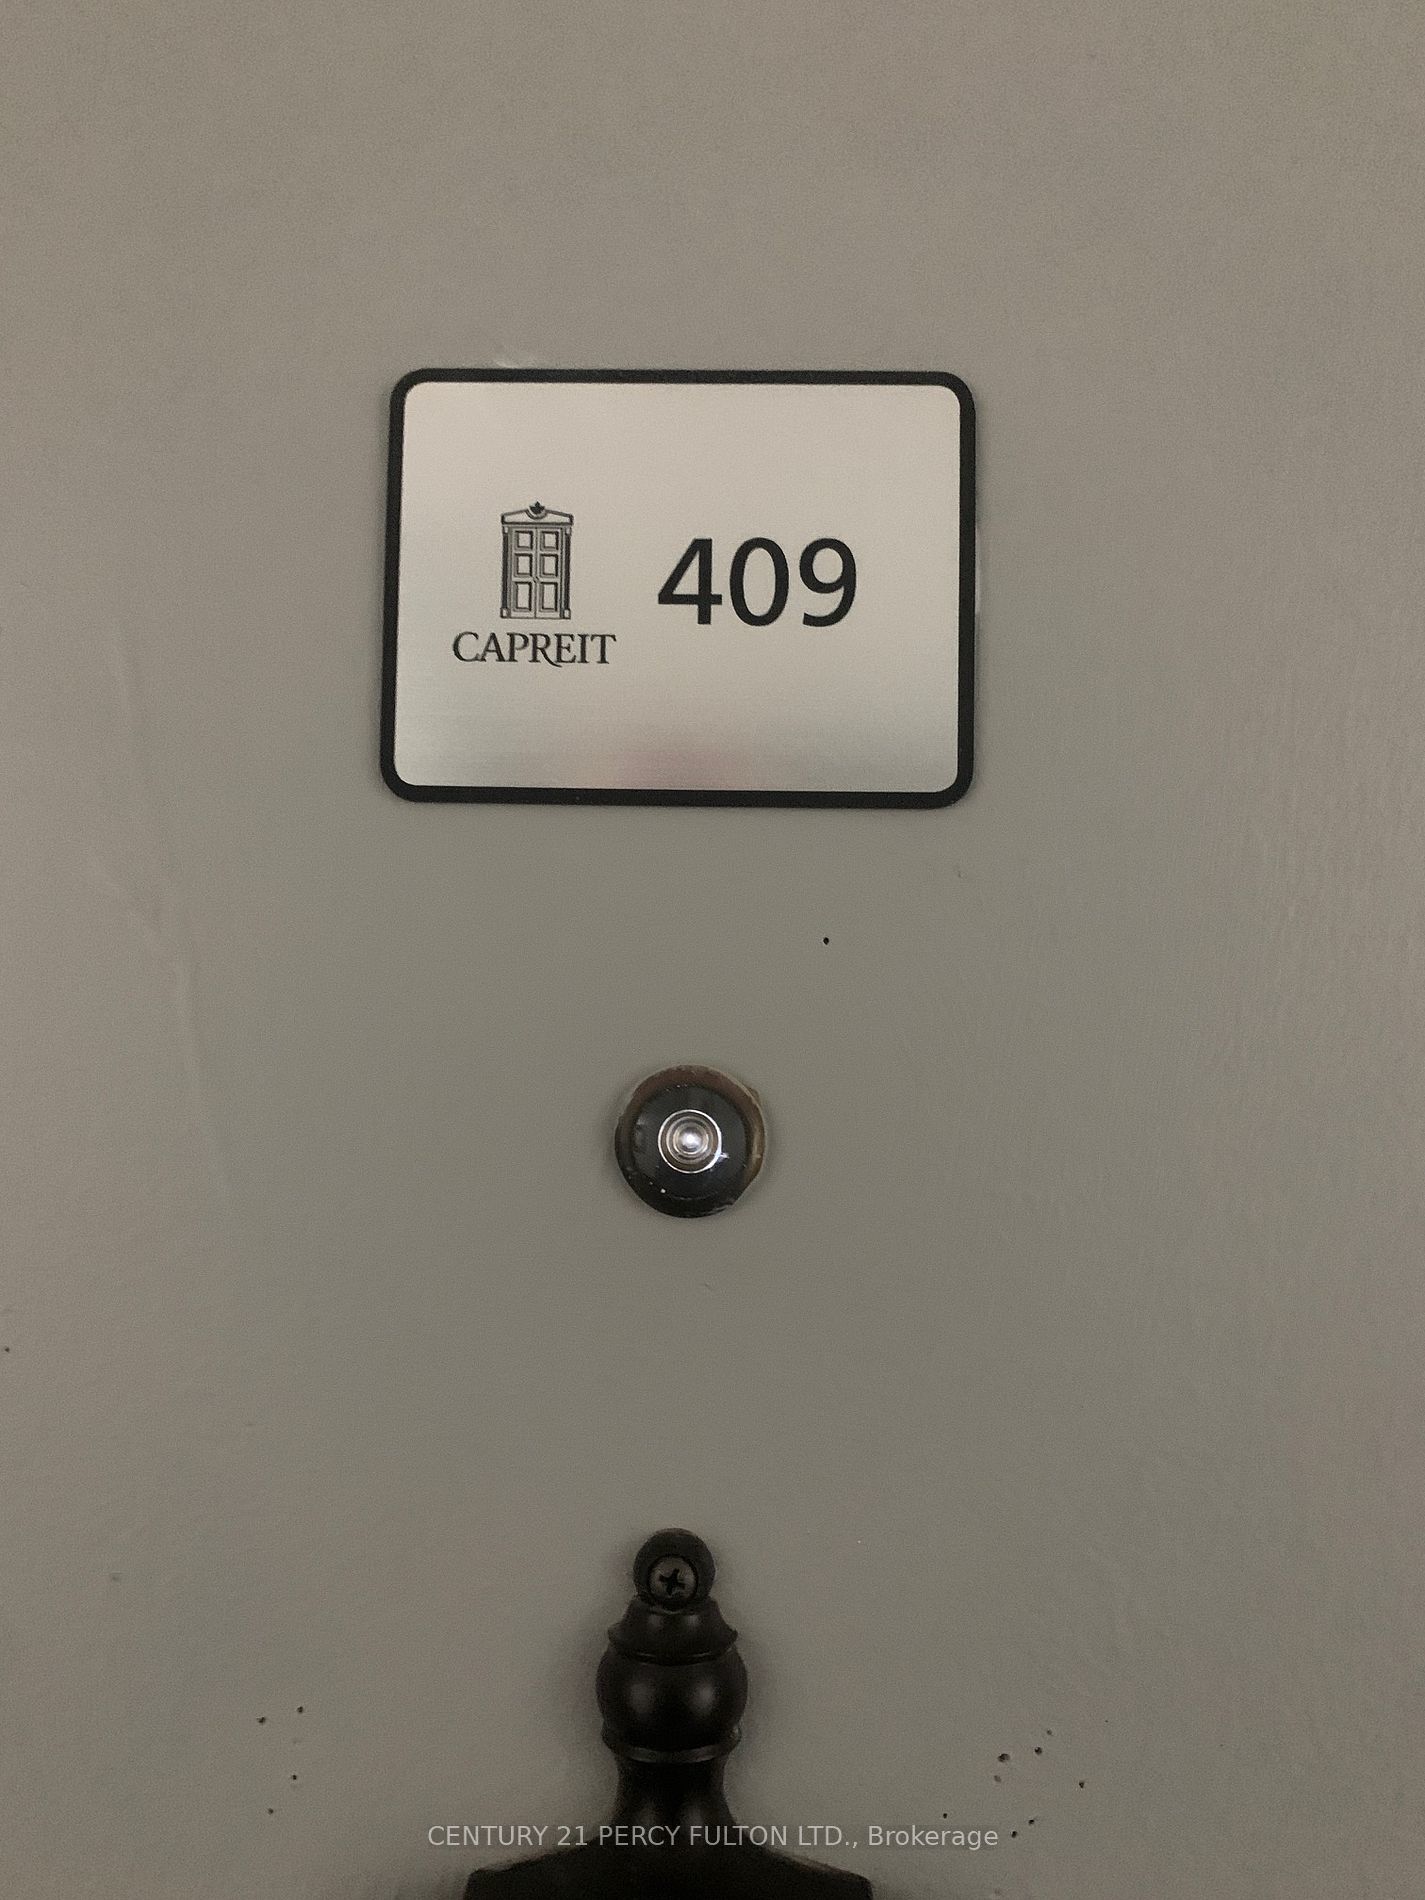 409
CAPREIT
CENTURY 21 PERCY FULTON LTD., Brokerage